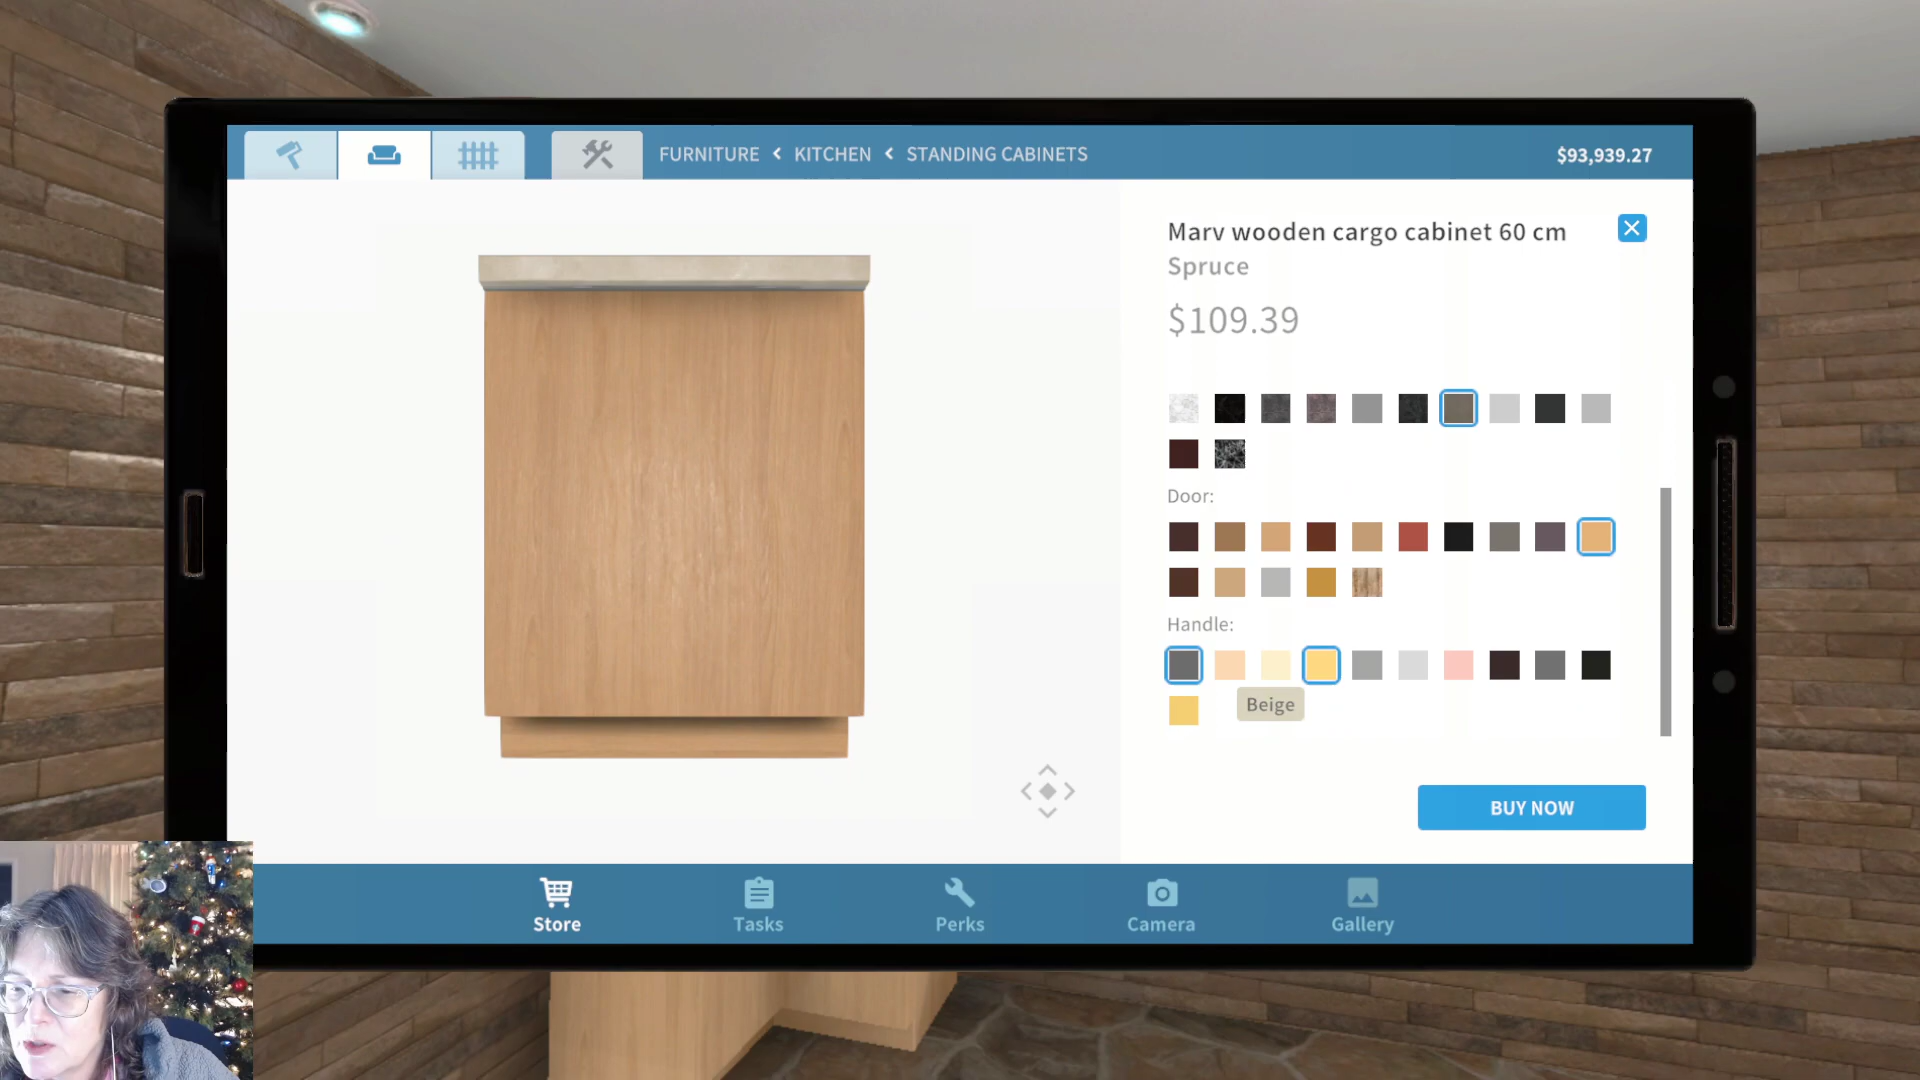 FURNITURE < KITCHEN < STANDING CABINETS
$93,939.27
Marv wooden cargo cabinet 60 cm
Spruce
$109.39
Door:
Handle:
Beige
BUY NOW
Store
Tasks
Perks
Camera
Gallery